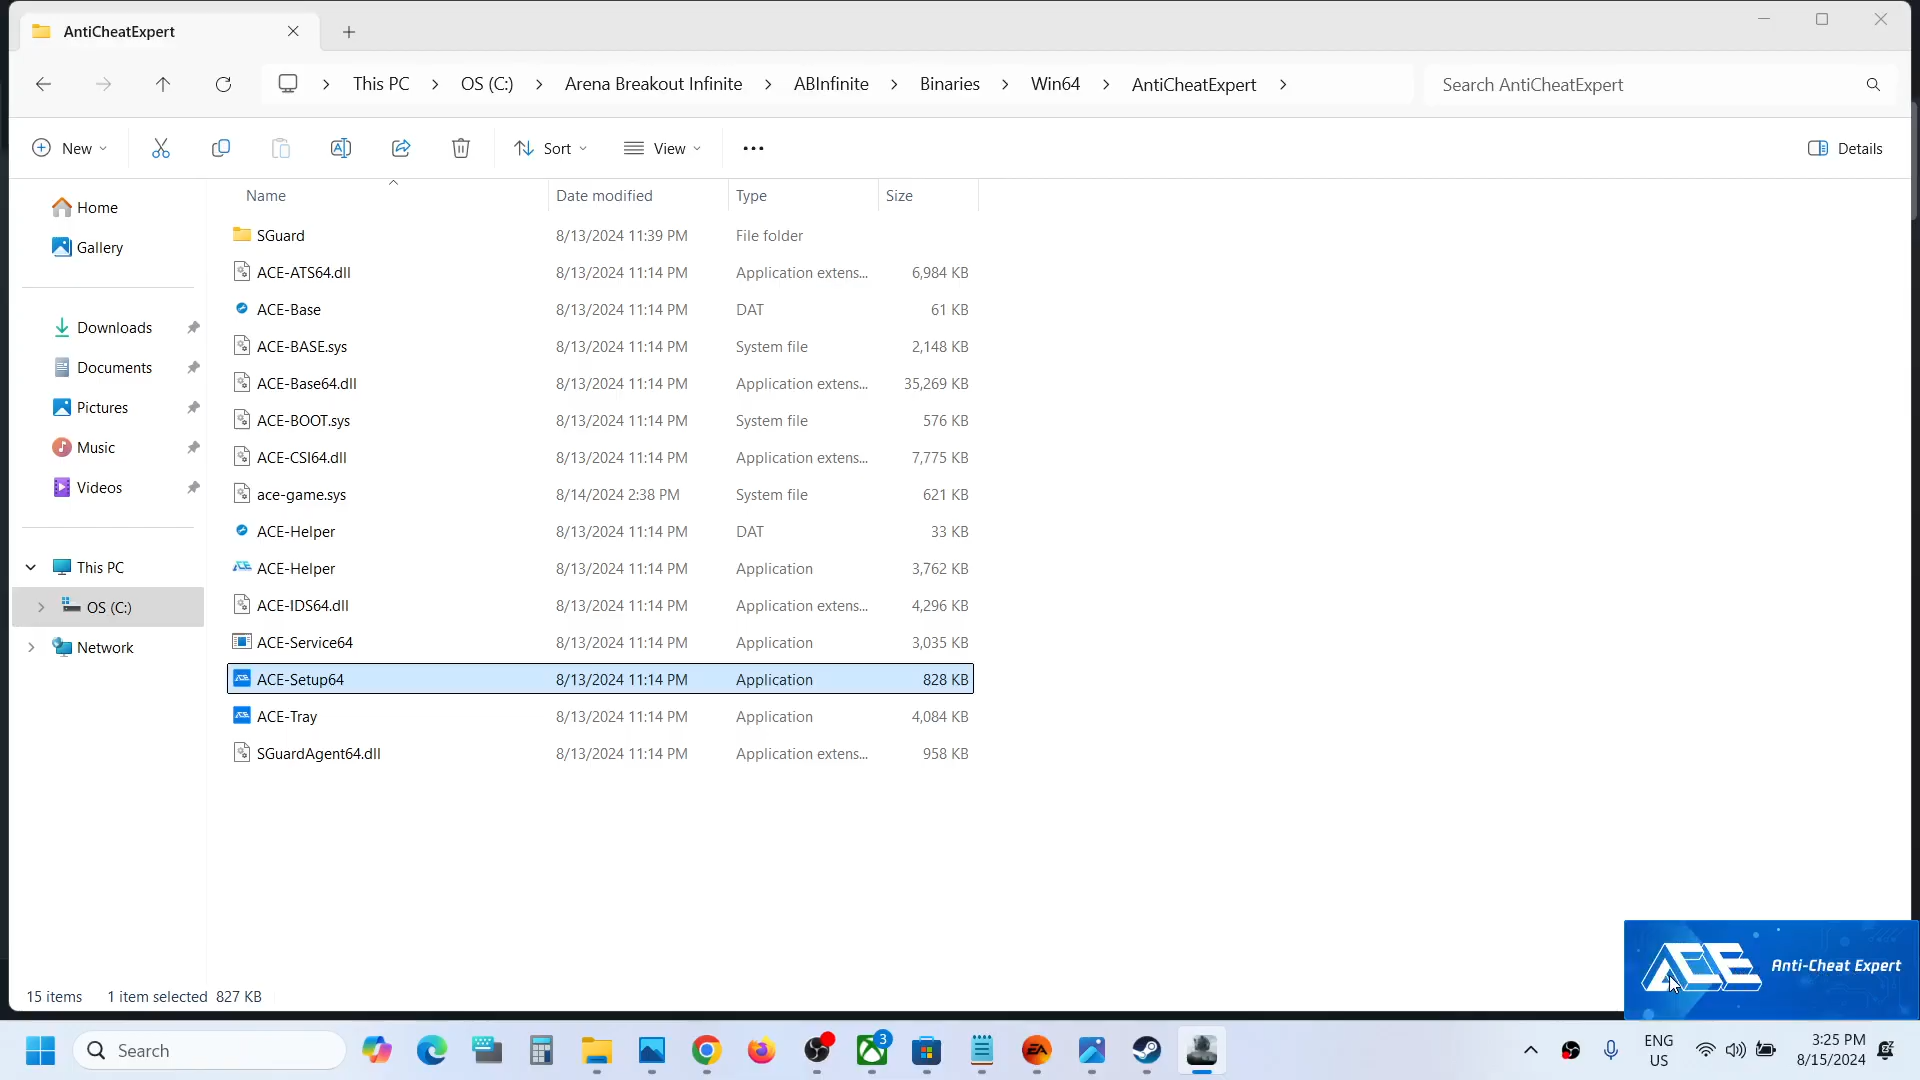 AntiCheatExpert
This PC > OS (C:) > Arena Breakout Infinite > ABInfinite > Binaries > Win64 > AntiCheatExpert >
Search AntiCheatExpert
New
Sort
View
Details
Name Date modified Type Size
Home
Gallery
Downloads
Documents
Pictures
Music
Videos
This PC
OS (C:)
Network
SGuard 8/13/2024 11:39 PM File folder
ACE-ATS64.dll 8/13/2024 11:14 PM Application extens... 6,984 KB
ACE-Base 8/13/2024 11:14 PM DAT 61 KB
ACE-BASE.sys 8/13/2024 11:14 PM System file 2,148 KB
ACE-Base64.dll 8/13/2024 11:14 PM Application extens... 35,269 KB
ACE-BOOT.sys 8/13/2024 11:14 PM System file 576 KB
ACE-CSI64.dll 8/13/2024 11:14 PM Application extens... 7,775 KB
ace-game.sys 8/14/2024 2:38 PM System file 621 KB
ACE-Helper 8/13/2024 11:14 PM DAT 33 KB
ACE-Helper 8/13/2024 11:14 PM Application 3,762 KB
ACE-IDS64.dll 8/13/2024 11:14 PM Application extens... 4,296 KB
ACE-Service64 8/13/2024 11:14 PM Application 3,035 KB
ACE-Setup64 8/13/2024 11:14 PM Application 828 KB
ACE-Tray 8/13/2024 11:14 PM Application 4,084 KB
SGuardAgent64.dll 8/13/2024 11:14 PM Application extens... 958 KB
ACE Anti-Cheat Expert
15 items 1 item selected 827 KB
Search
3
ENG
US
3:25 PM
8/15/2024